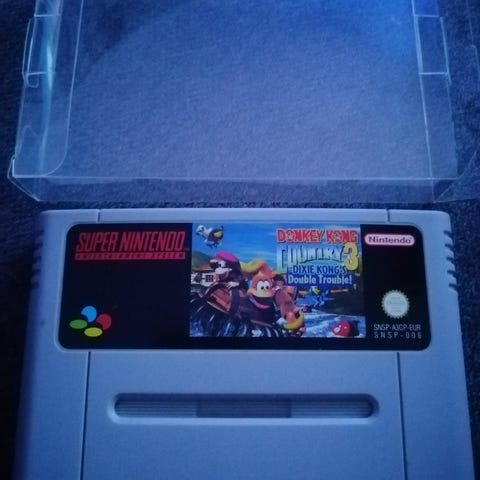 SUPER NINTENDO
ENTERTAINMENT SYSTEM
DONKEY KONG
COUNTRY 3
DIXIE KONG'S
Double Trouble!
Nintendo
SNSP-A3CP-EUR
SNSP-006